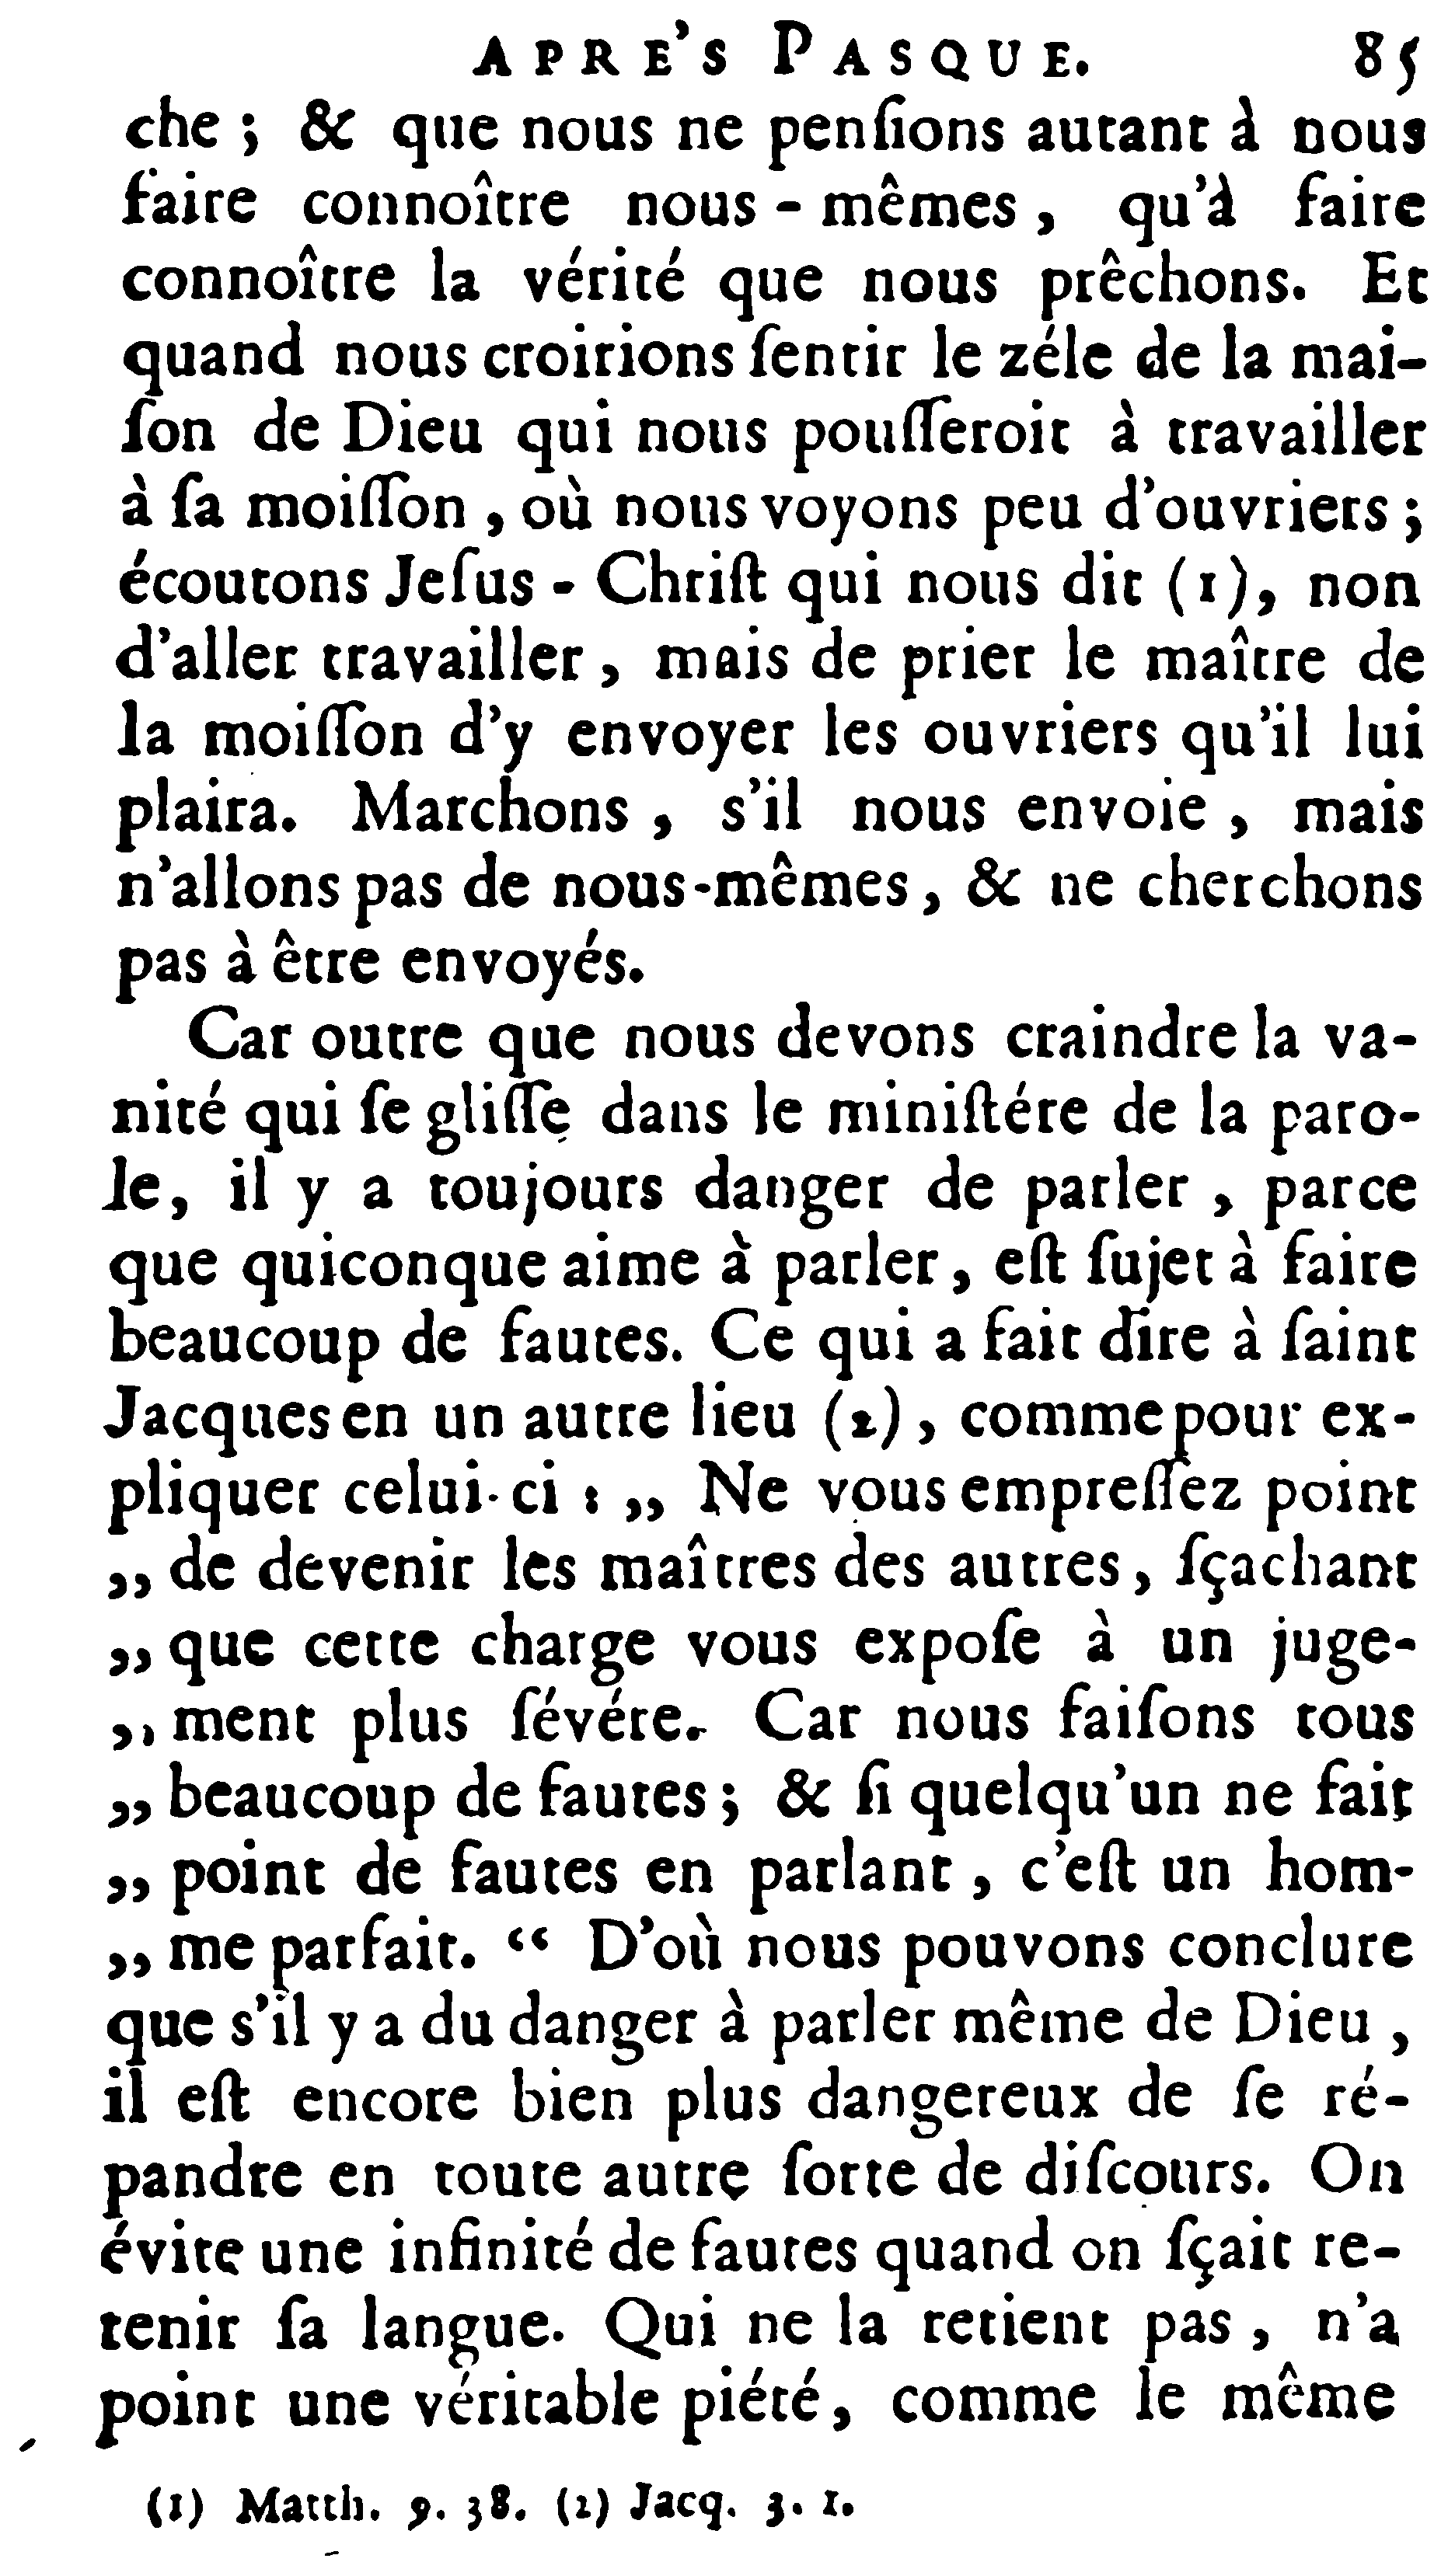 APRE'S PASQUE. 85
che ; & que nous ne penſions autant à nous
faire connoître nous - mêmes , qu'à faire
connoître la vérité que nous prêchons. Et
quand nous croirions ſentir le zéle de la mai-
ſon de Dieu qui nous pouſſeroit à travailler
à ſa moiſſon , où nous voyons peu d'ouvriers ;
écoutons Jeſus - Chriſt qui nous dit (1), non
d'aller travailler , mais de prier le maître de
la moiſſon d'y envoyer les ouvriers qu'il lui
plaira. Marchons , s'il nous envoie , mais
n'allons pas de nous-mêmes , & ne cherchons
pas à être envoyés.
Car outre que nous devons craindre la va-
nité qui ſe gliſſe dans le miniſtére de la paro-
le, il y a toujours danger de parler , parce
que quiconque aime à parler , eſt ſujet à faire
beaucoup de fautes. Ce qui a fait dire à ſaint
Jacques en un autre lieu (2) , comme pour ex-
pliquer celui-ci : ,, Ne vous empreſſez point
,, de devenir les maîtres des autres , ſçachant
,, que cette charge vous expoſe à un juge-
,, ment plus ſévére. Car nous faiſons tous
,, beaucoup de fautes ; & ſi quelqu'un ne fait
,, point de fautes en parlant , c'eſt un hom-
,, me parfait. “ D'où nous pouvons conclure
que s'il y a du danger à parler même de Dieu ,
il eſt encore bien plus dangereux de ſe ré-
pandre en toute autre ſorte de diſcours. On
évite une infinité de fautes quand on ſçait re-
tenir ſa langue. Qui ne la retient pas , n'a
point une véritable piété , comme le même
(1) Matth. 9. 38. (2) Jacq. 3. 1.